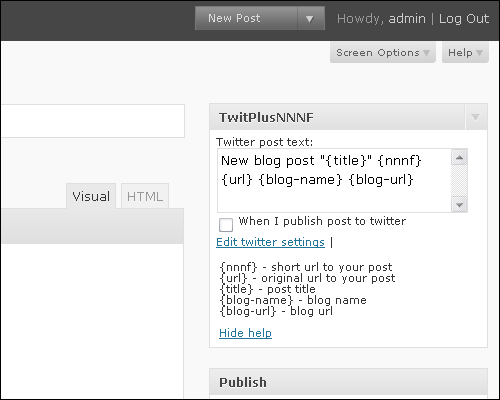 New Post
Howdy, admin | Log Out
Screen Options Help
TwitPlusNNNF
Twitter post text:
New blog post "{title}" {nnnf}
{url} {blog-name} {blog-url}
When I publish post to twitter
Edit twitter settings |
Visual HTML
{nnnf} - short url to your post
{url} - original url to your post
{title} - post title
{blog-name} - blog name
{blog-url} - blog url
Hide help
Publish